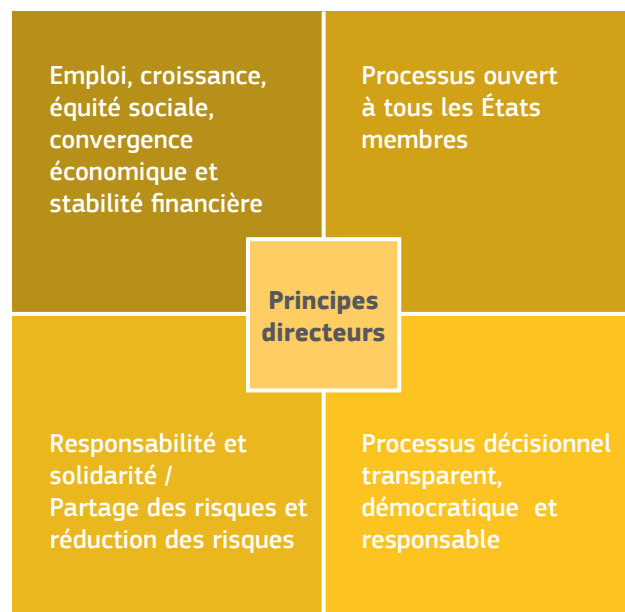 Emploi, croissance,
équité sociale,
convergence
économique et
stabilité financière
Processus ouvert
à tous les États
membres
Principes
directeurs
Responsabilité et
solidarité /
Partage des risques et
réduction des risques
Processus décisionnel
transparent,
démocratique et
responsable